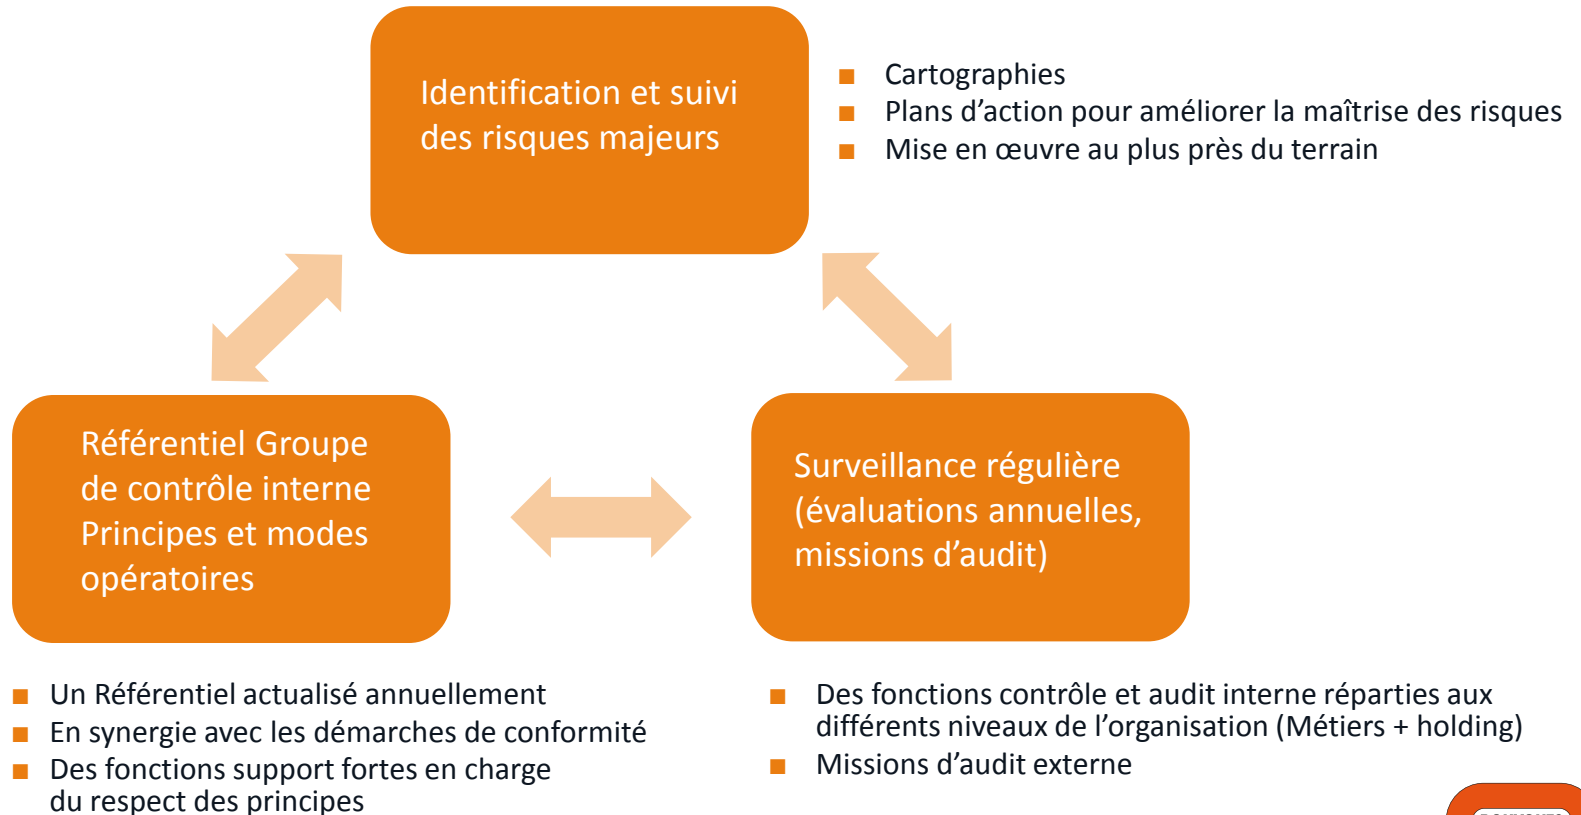 Identification et suivi
des risques majeurs
■ Cartographies
■ Plans d’action pour améliorer la maîtrise des risques
■ Mise en œuvre au plus près du terrain
Référentiel Groupe
de contrôle interne
Principes et modes
opératoires
Surveillance régulière
(évaluations annuelles,
missions d’audit)
■ Un Référentiel actualisé annuellement
■ En synergie avec les démarches de conformité
■ Des fonctions support fortes en charge
du respect des principes
■ Des fonctions contrôle et audit interne réparties aux
différents niveaux de l’organisation (Métiers + holding)
■ Missions d’audit externe